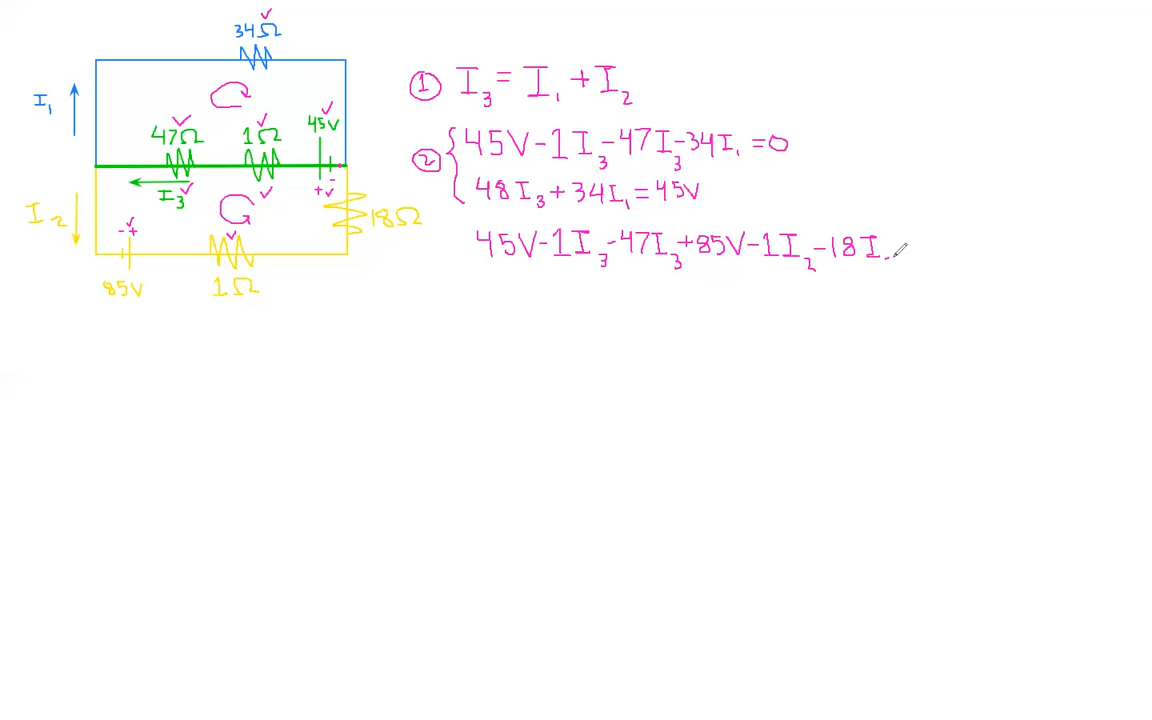 34Ω
I₁
47Ω
1Ω
45V
+ -
I₃
I₂
18Ω
- +
85V
1Ω
① I₃ = I₁ + I₂
② 45V - 1I₃ - 47I₃ - 34I₁ = 0
48I₃ + 34I₁ = 45V
45V - 1I₃ - 47I₃ + 85V - 1I₂ - 18I